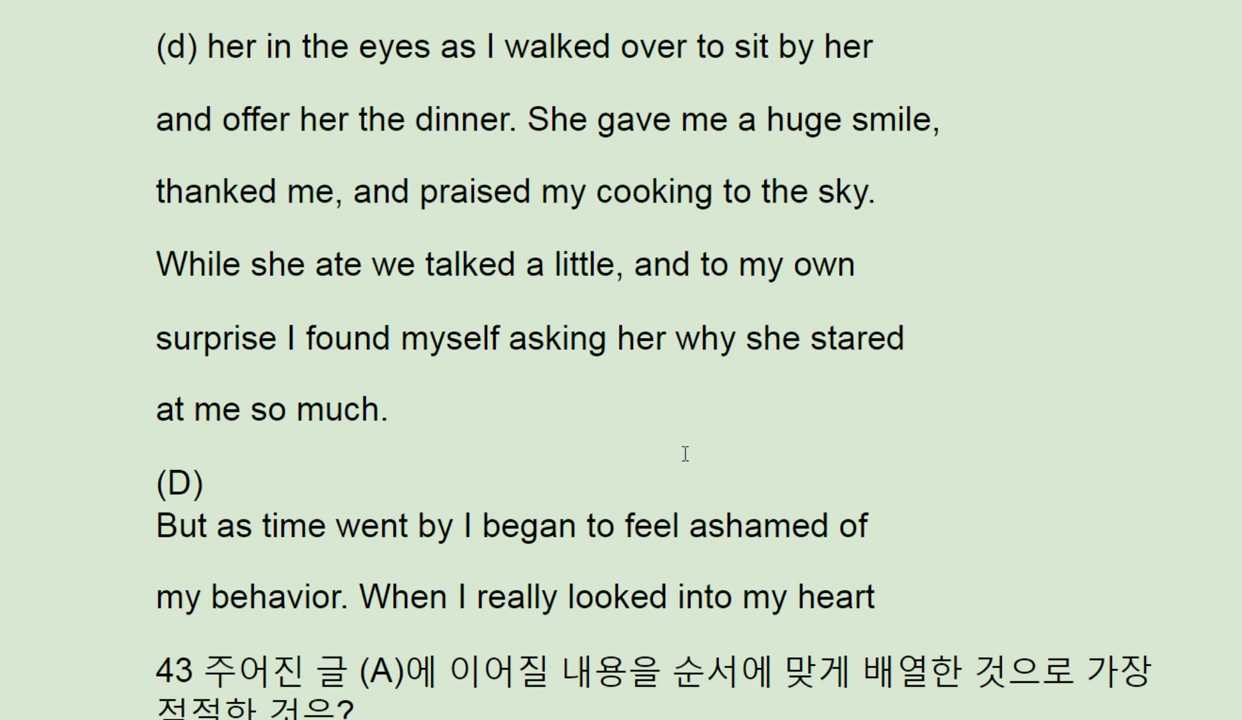 (d) her in the eyes as I walked over to sit by her
and offer her the dinner. She gave me a huge smile,
thanked me, and praised my cooking to the sky.
While she ate we talked a little, and to my own
surprise I found myself asking her why she stared
at me so much.
(D)
But as time went by I began to feel ashamed of
my behavior. When I really looked into my heart
43 주어진 글 (A)에 이어질 내용을 순서에 맞게 배열한 것으로 가장
적절한 것은?